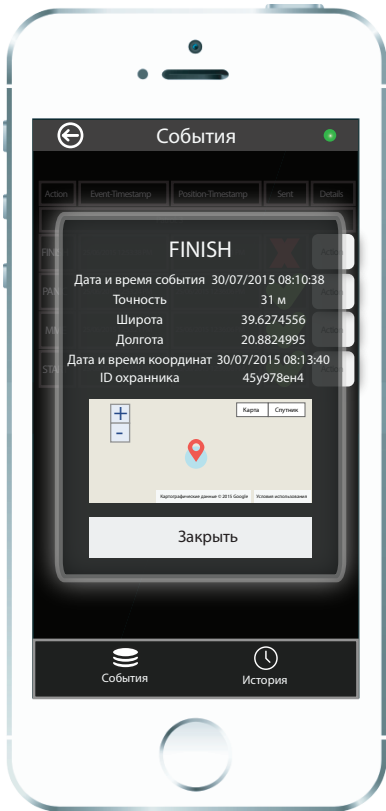 События
Action Event-Timestamp Position-Timestamp Sent Details
FINISH
Дата и время события 30/07/2015 08:10:38
Точность 31 м
Широта 39.6274556
Долгота 20.8824995
Дата и время координат 30/07/2015 08:13:40
ID охранника 45у978ен4
+
-
Карта Спутник
Картографические данные © 2015 Google Условия использования
Закрыть
События История